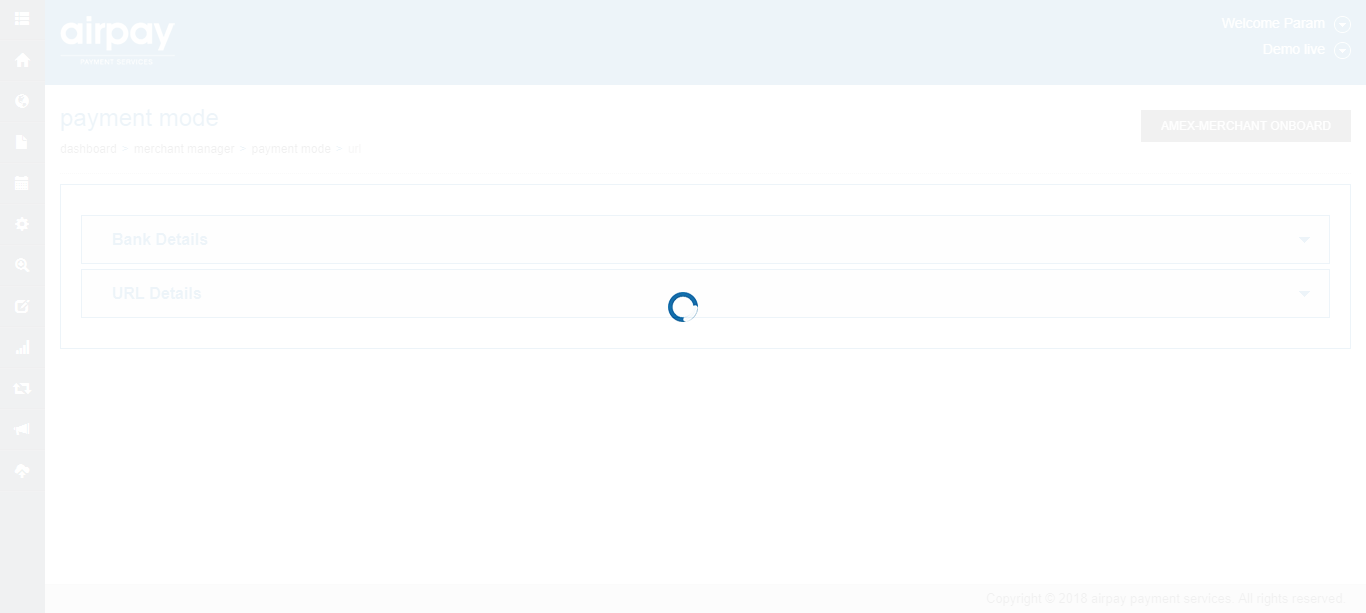 airpay
PAYMENT SERVICES
Welcome Param
Demo live
payment mode
AMEX-MERCHANT ONBOARD
dashboard > merchant manager > payment mode > url
Bank Details
URL Details
Copyright © 2018 airpay payment services. All rights reserved.